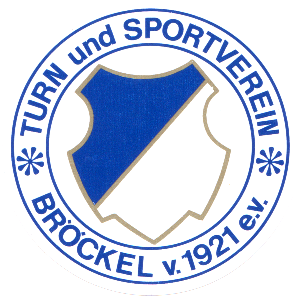 TURN und SPORTVEREIN
BRÖCKEL v. 1921 e.v.